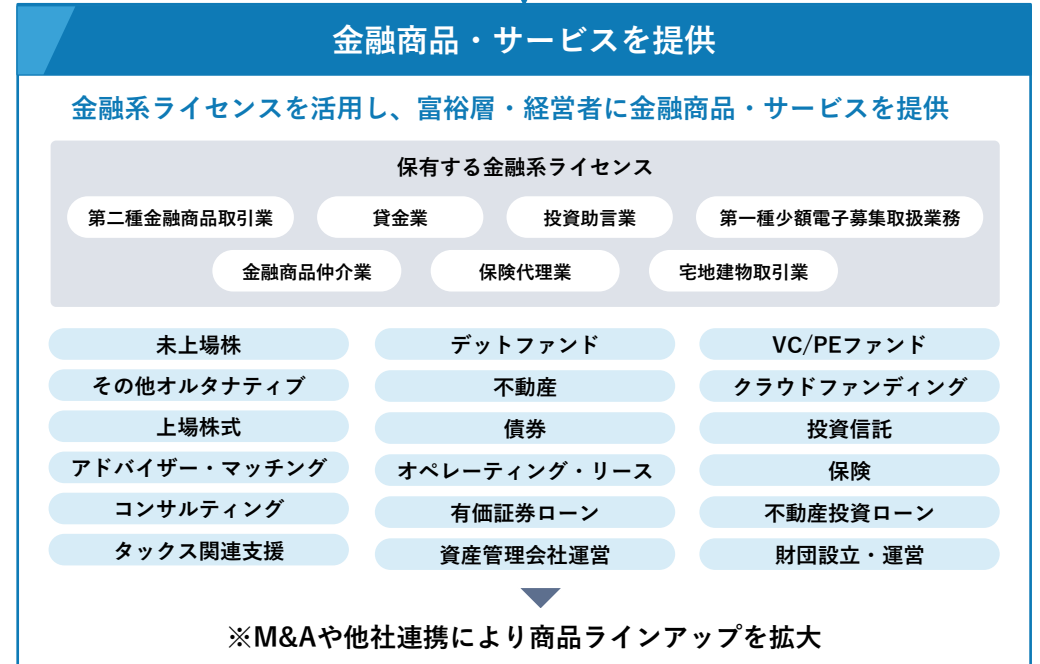 金融商品・サービスを提供
金融系ライセンスを活用し、富裕層・経営者に金融商品・サービスを提供
保有する金融系ライセンス
第二種金融商品取引業 貸金業 投資助言業 第一種少額電子募集取扱業務
金融商品仲介業 保険代理業 宅地建物取引業
未上場株 デットファンド VC/PEファンド
その他オルタナティブ 不動産 クラウドファンディング
上場株式 債券 投資信託
アドバイザー・マッチング オペレーティング・リース 保険
コンサルティング 有価証券ローン 不動産投資ローン
タックス関連支援 資産管理会社運営 財団設立・運営
※M&Aや他社連携により商品ラインアップを拡大